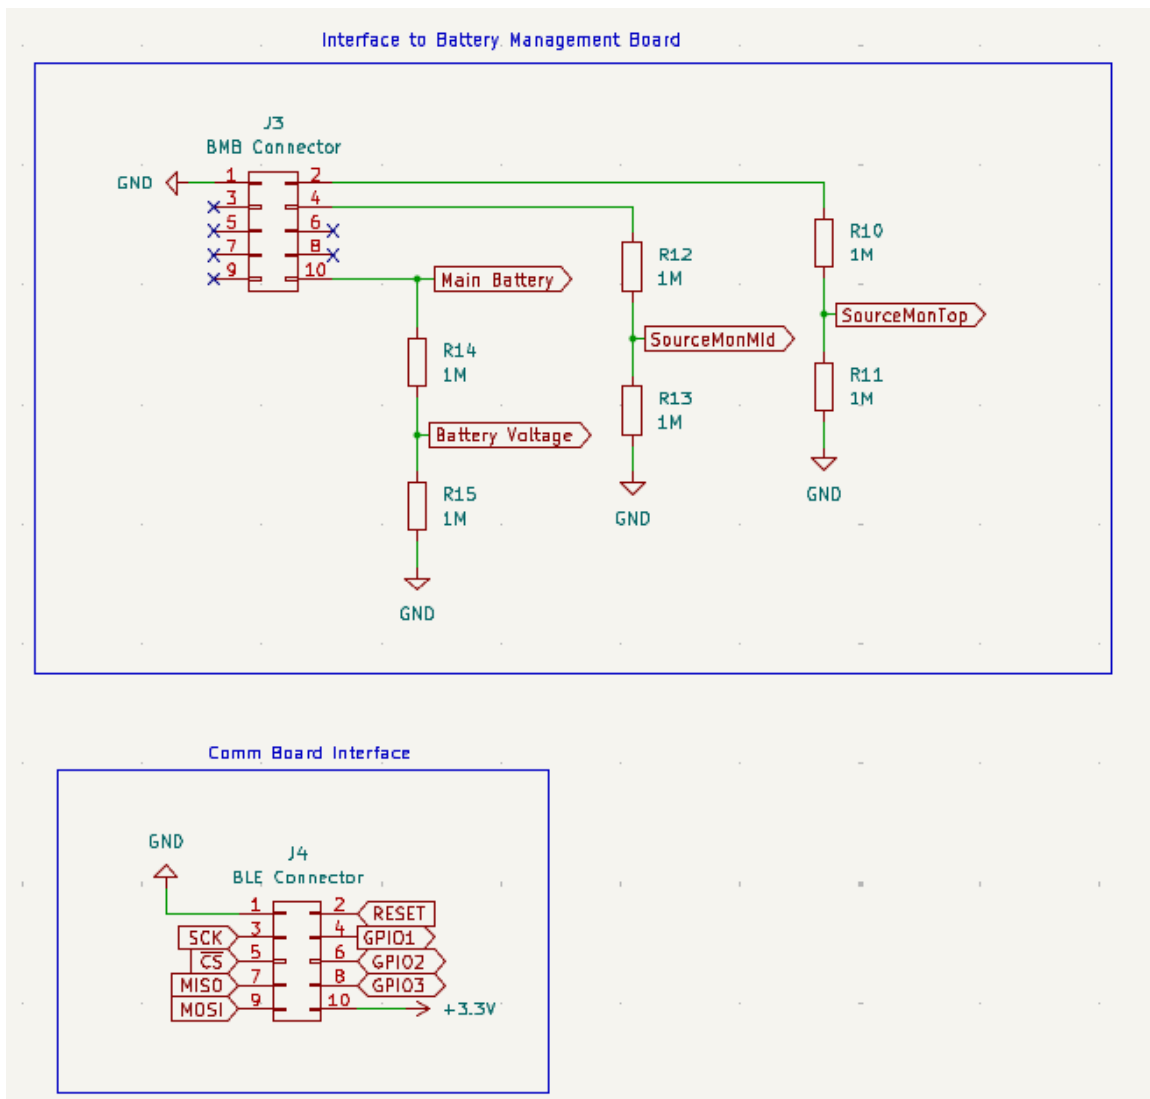 Interface to Battery Management Board
J3
BMB Connector
GND
1
2
3
4
5
6
7
8
9
10
Main Battery
R14
1M
Battery Voltage
R15
1M
GND
R12
1M
SourceMonMid
R13
1M
GND
R10
1M
SourceMonTop
R11
1M
GND
Comm Board Interface
GND
J4
BLE Connector
1
2
RESET
SCK
3
4
GPIO1
CS
5
6
GPIO2
MISO
7
8
GPIO3
MOSI
9
10
+3.3V